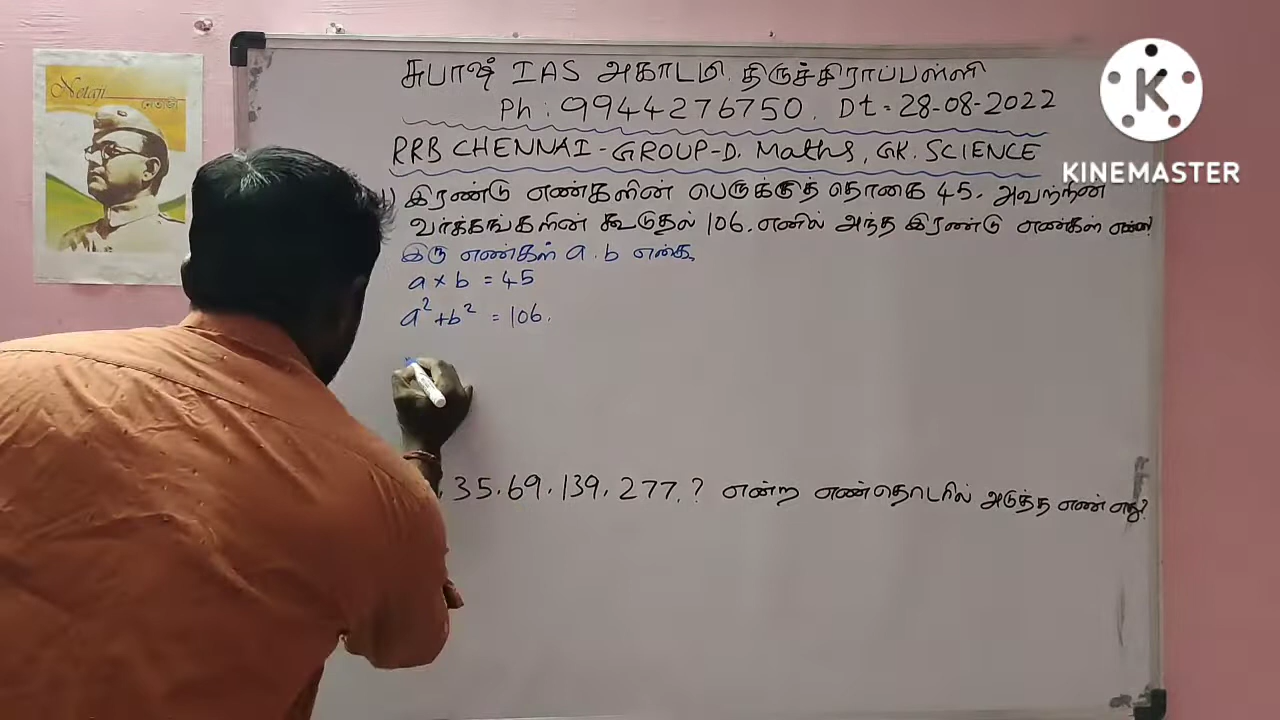 Netaji
நேதாஜி
சுபாஷ் IAS அகாடமி. திருச்சிராப்பள்ளி
Ph : 9944276750. Dt - 28-08-2022
RRB CHENNAI - GROUP-D. Maths, GK. SCIENCE
1) இரண்டு எண்களின் பெருக்குத் தொகை 45. அவற்றின்
வர்க்கங்களின் கூடுதல் 106. எனில் அந்த இரண்டு எண்கள் என்ன?
இரு எண்கள் a. b என்க.
a × b = 45
a² + b² = 106.
. 35. 69. 139. 277. ? என்ற எண்தொடரில் அடுத்த எண் எது?
K
KINEMASTER